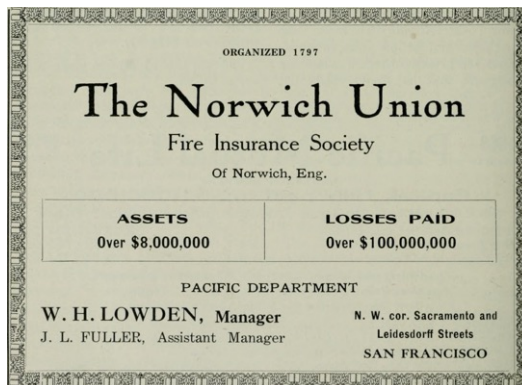 ORGANIZED 1797
The Norwich Union
Fire Insurance Society
Of Norwich, Eng.
ASSETS
Over $8,000,000
LOSSES PAID
Over $100,000,000
PACIFIC DEPARTMENT
W. H. LOWDEN, Manager
J. L. FULLER, Assistant Manager
N. W. cor. Sacramento and
Leidesdorff Streets
SAN FRANCISCO